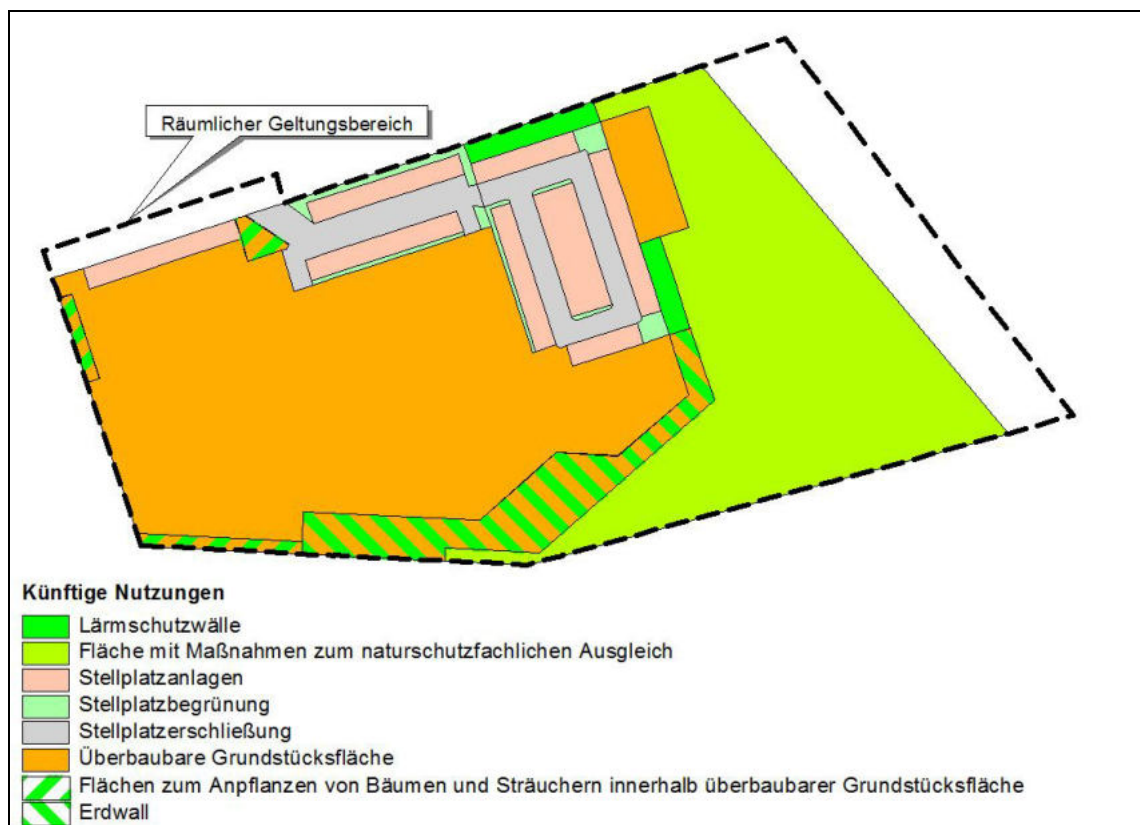 Räumlicher Geltungsbereich
Künftige Nutzungen
Lärmschutzwälle
Fläche mit Maßnahmen zum naturschutzfachlichen Ausgleich
Stellplatzanlagen
Stellplatzbegrünung
Stellplatzerschließung
Überbaubare Grundstücksfläche
Flächen zum Anpflanzen von Bäumen und Sträuchern innerhalb überbaubarer Grundstücksfläche
Erdwall